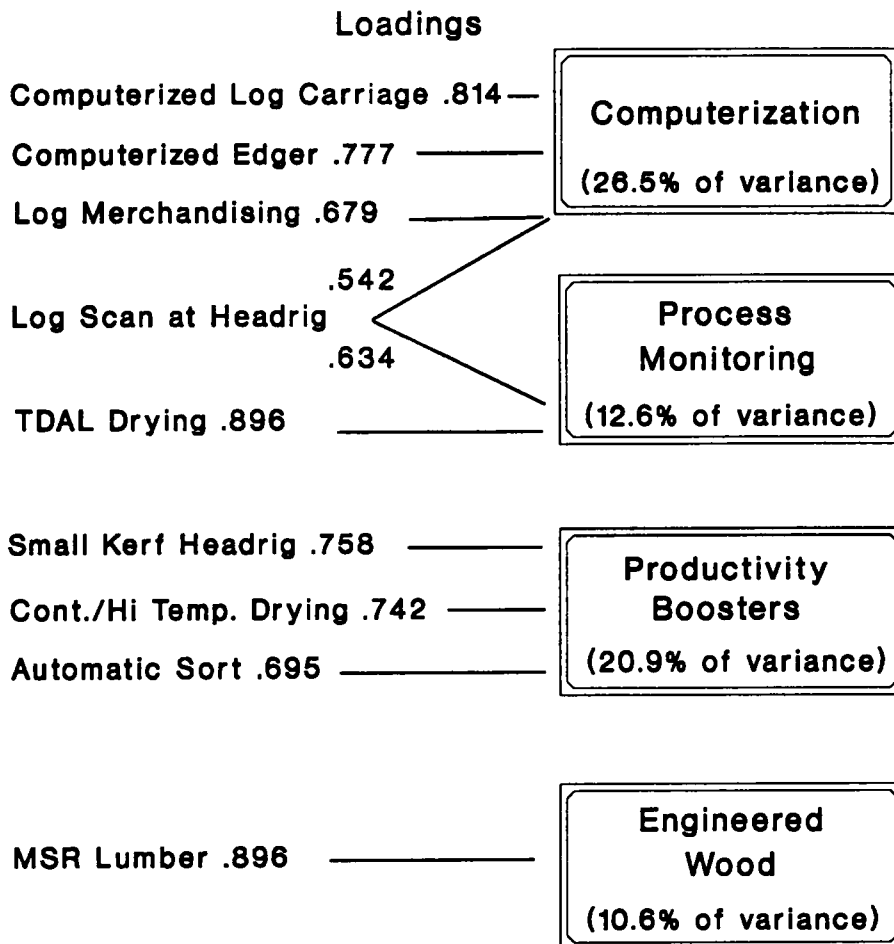 Loadings
Computerized Log Carriage .814
Computerized Edger .777
Log Merchandising .679
Computerization
(26.5% of variance)
.542
Log Scan at Headrig
.634
TDAL Drying .896
Process
Monitoring
(12.6% of variance)
Small Kerf Headrig .758
Cont./Hi Temp. Drying .742
Automatic Sort .695
Productivity
Boosters
(20.9% of variance)
MSR Lumber .896
Engineered
Wood
(10.6% of variance)